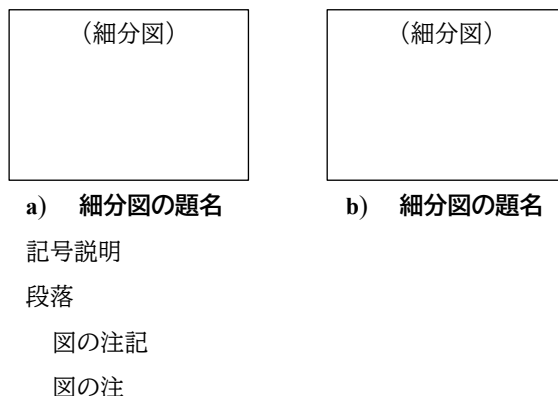 （細分図） （細分図）
a) 細分図の題名 b) 細分図の題名
記号説明
段落
図の注記
図の注